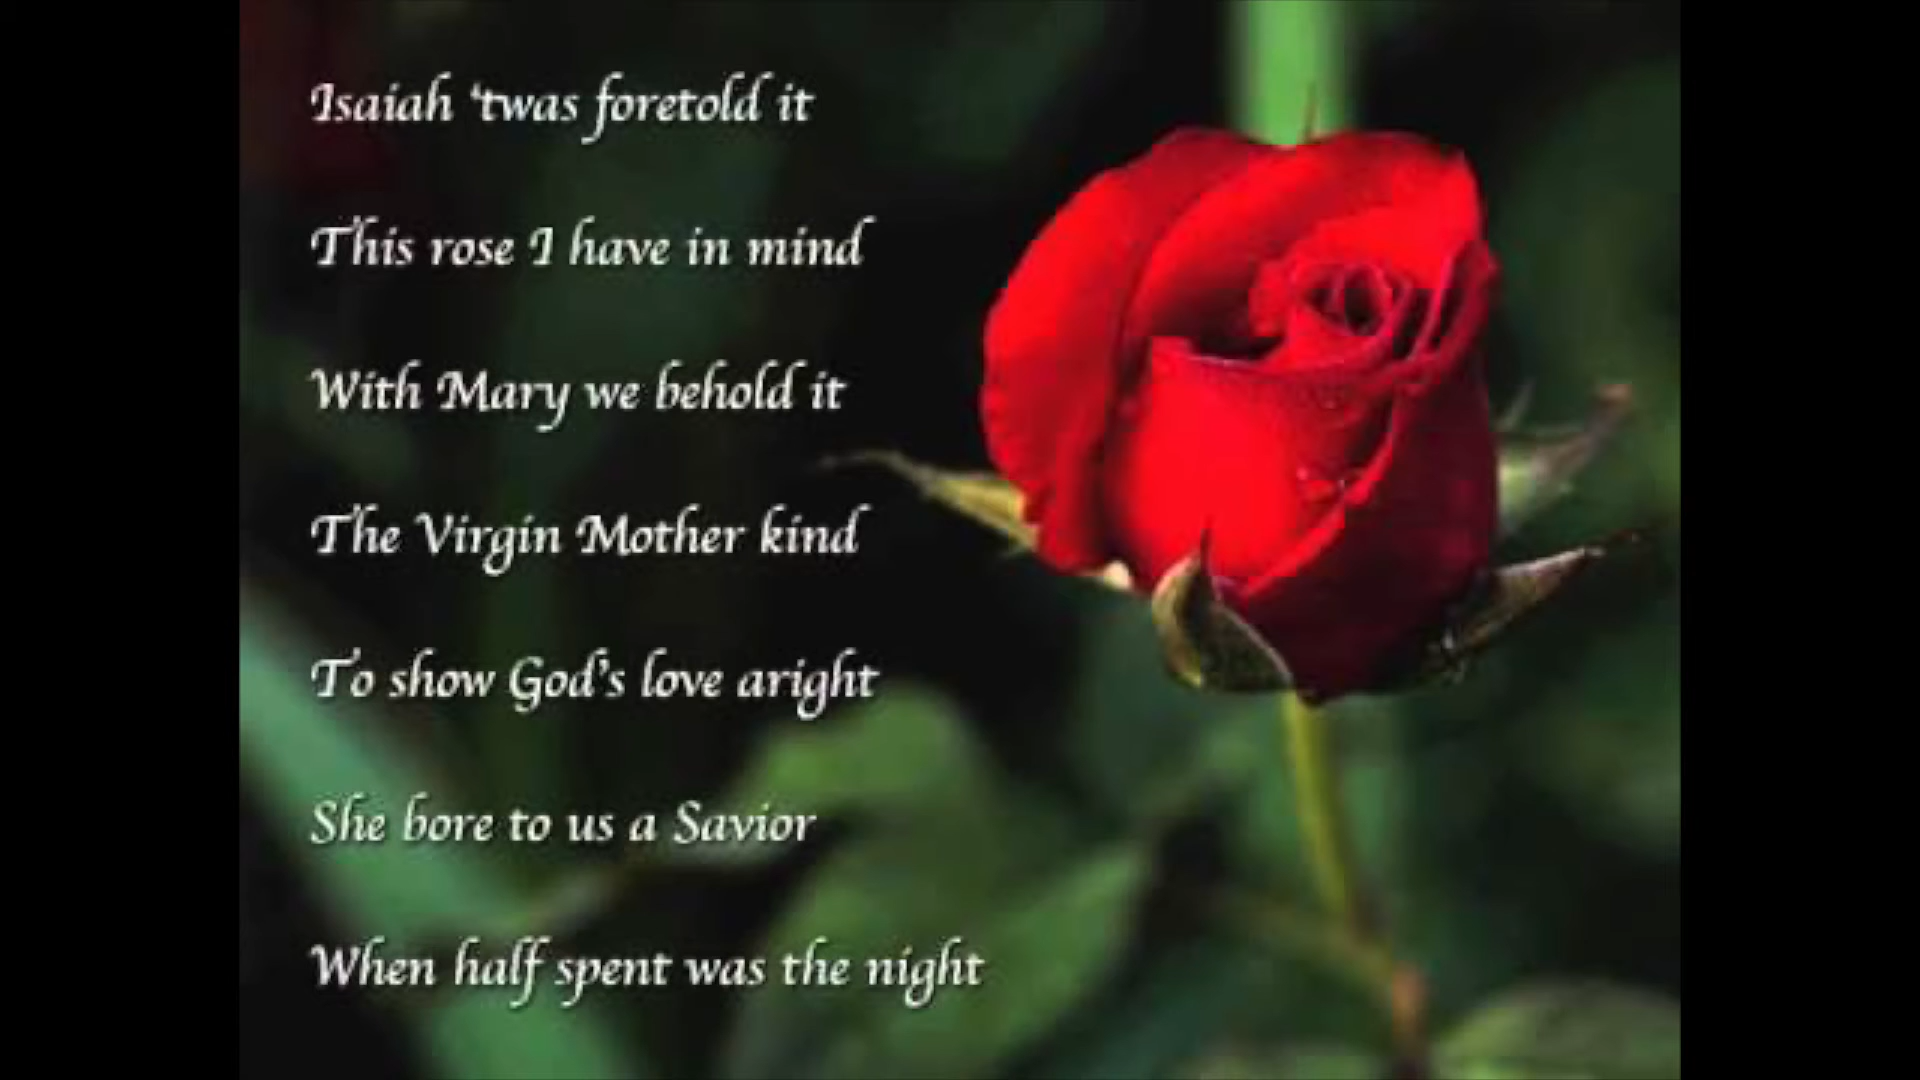 Isaiah ‘twas foretold it
This rose I have in mind
With Mary we behold it
The Virgin Mother kind
To show God's love aright
She bore to us a Savior
When half spent was the night